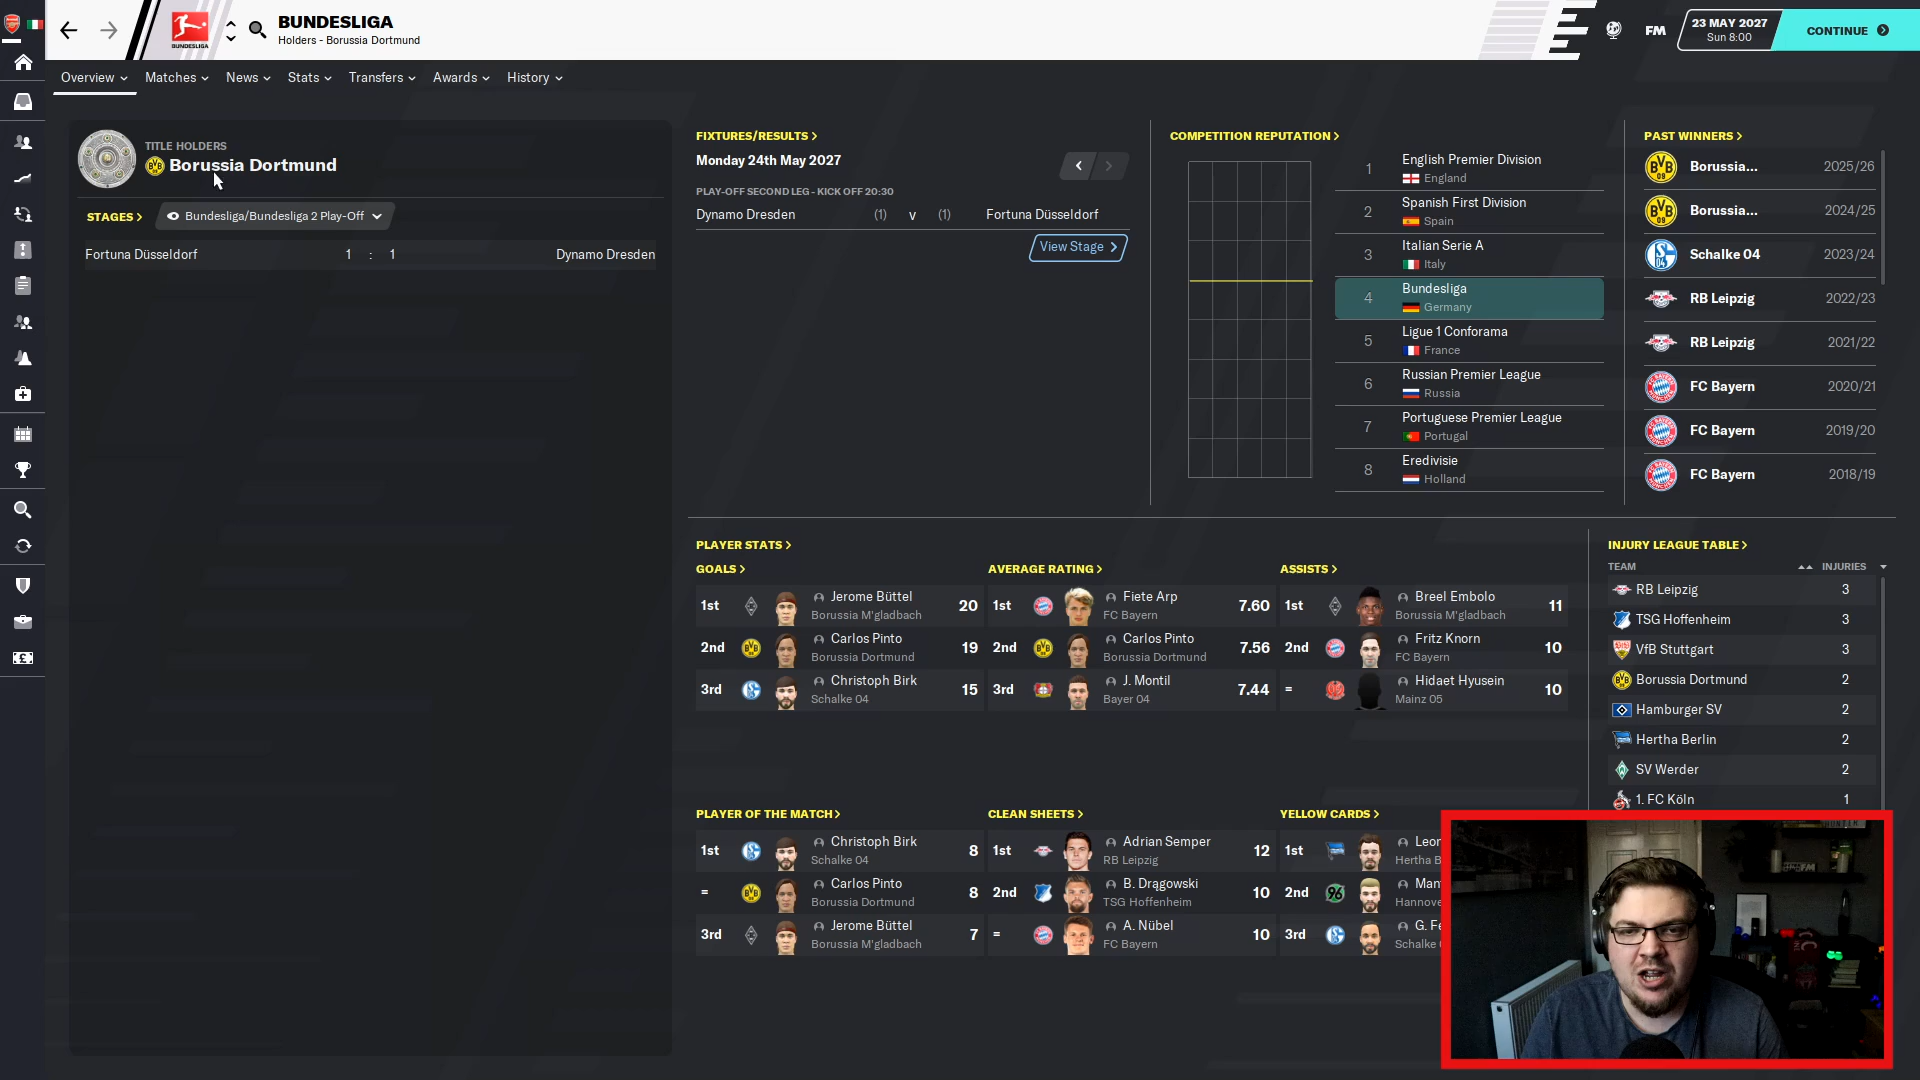 BUNDESLIGA
Holders - Borussia Dortmund
FM
23 MAY 2027
Sun 8:00
CONTINUE
Overview
Matches
News
Stats
Transfers
Awards
History
TITLE HOLDERS
Borussia Dortmund
STAGES
Bundesliga/Bundesliga 2 Play-Off
Fortuna Düsseldorf 1 : 1 Dynamo Dresden
FIXTURES/RESULTS
Monday 24th May 2027
PLAY-OFF SECOND LEG - KICK OFF 20:30
Dynamo Dresden (1) v (1) Fortuna Düsseldorf
View Stage
COMPETITION REPUTATION
1 English Premier Division
England
2 Spanish First Division
Spain
3 Italian Serie A
Italy
4 Bundesliga
Germany
5 Ligue 1 Conforama
France
6 Russian Premier League
Russia
7 Portuguese Premier League
Portugal
8 Eredivisie
Holland
PAST WINNERS
Borussia... 2025/26
Borussia... 2024/25
Schalke 04 2023/24
RB Leipzig 2022/23
RB Leipzig 2021/22
FC Bayern 2020/21
FC Bayern 2019/20
FC Bayern 2018/19
PLAYER STATS
GOALS
1st Jerome Büttel 20
Borussia M'gladbach
2nd Carlos Pinto 19
Borussia Dortmund
3rd Christoph Birk 15
Schalke 04
AVERAGE RATING
1st Fiete Arp 7.60
FC Bayern
2nd Carlos Pinto 7.56
Borussia Dortmund
3rd J. Montil 7.44
Bayer 04
ASSISTS
1st Breel Embolo 11
Borussia M'gladbach
2nd Fritz Knorn 10
FC Bayern
= Hidaet Hyusein 10
Mainz 05
INJURY LEAGUE TABLE
TEAM INJURIES
RB Leipzig 3
TSG Hoffenheim 3
VfB Stuttgart 3
Borussia Dortmund 2
Hamburger SV 2
Hertha Berlin 2
SV Werder 2
1. FC Köln 1
PLAYER OF THE MATCH
1st Christoph Birk 8
Schalke 04
= Carlos Pinto 8
Borussia Dortmund
3rd Jerome Büttel 7
Borussia M'gladbach
CLEAN SHEETS
1st Adrian Semper 12
RB Leipzig
2nd B. Drągowski 10
TSG Hoffenheim
= A. Nübel 10
FC Bayern
YELLOW CARDS
1st Leor
Hertha B
2nd Man
Hannove
3rd G. Fe
Schalke